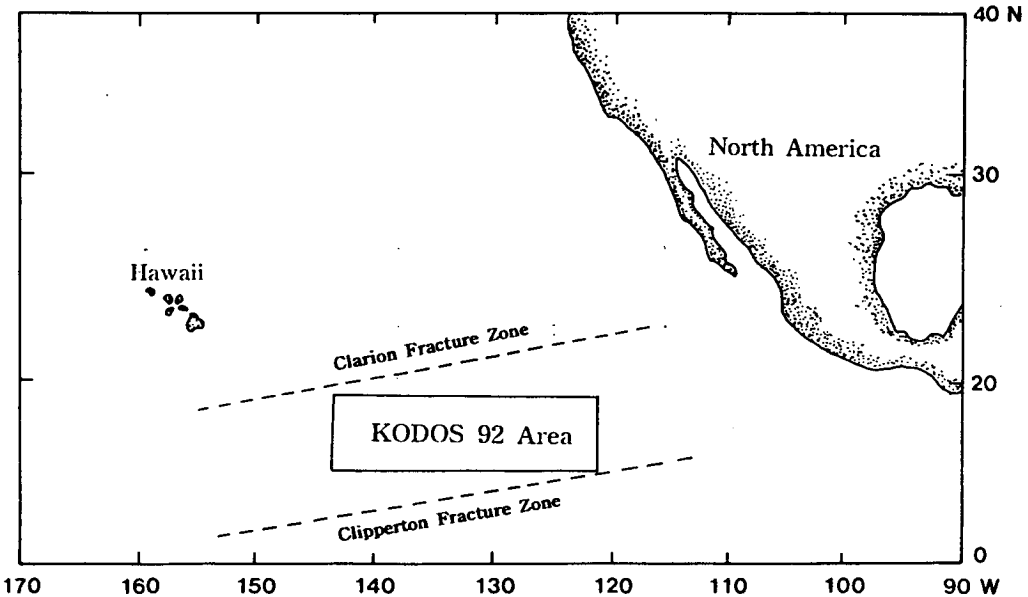 40 N
North America
30
Hawaii
Clarion Fracture Zone
20
KODOS 92 Area
Clipperton Fracture Zone
0
170 160 150 140 130 120 110 100 90 W